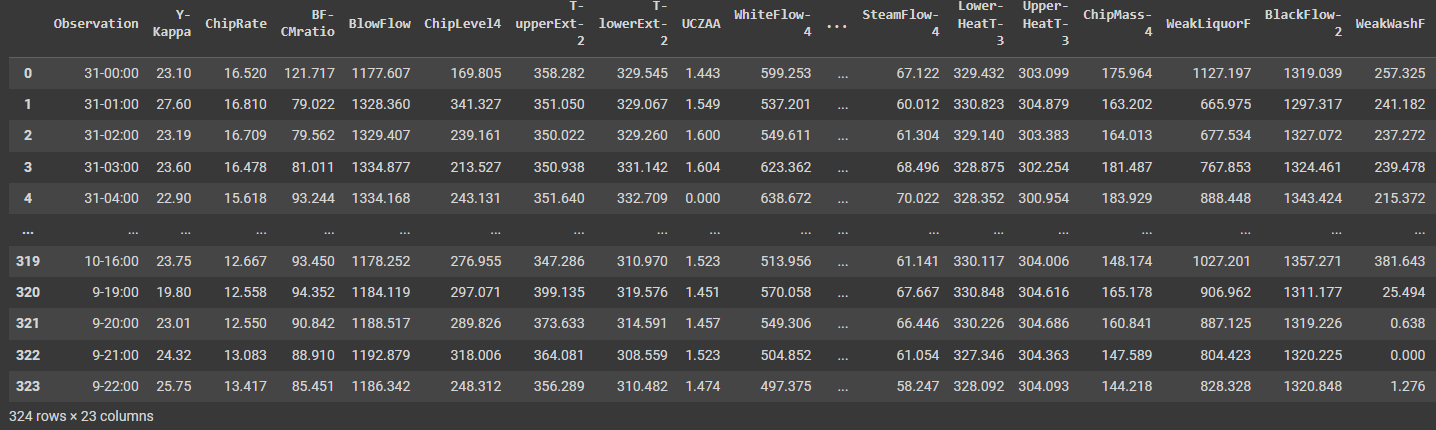 Observation Y-Kappa ChipRate BF-CMratio BlowFlow ChipLevel4 T-upperExt-2 T-lowerExt-2 UCZAA WhiteFlow-4 ... SteamFlow-4 Lower-HeatT-3 Upper-HeatT-3 ChipMass-4 WeakLiquorF BlackFlow-2 WeakWashF
0 31-00:00 23.10 16.520 121.717 1177.607 169.805 358.282 329.545 1.443 599.253 ... 67.122 329.432 303.099 175.964 1127.197 1319.039 257.325
1 31-01:00 27.60 16.810 79.022 1328.360 341.327 351.050 329.067 1.549 537.201 ... 60.012 330.823 304.879 163.202 665.975 1297.317 241.182
2 31-02:00 23.19 16.709 79.562 1329.407 239.161 350.022 329.260 1.600 549.611 ... 61.304 329.140 303.383 164.013 677.534 1327.072 237.272
3 31-03:00 23.60 16.478 81.011 1334.877 213.527 350.938 331.142 1.604 623.362 ... 68.496 328.875 302.254 181.487 767.853 1324.461 239.478
4 31-04:00 22.90 15.618 93.244 1334.168 243.131 351.640 332.709 0.000 638.672 ... 70.022 328.352 300.954 183.929 888.448 1343.424 215.372
... ... ... ... ... ... ... ... ... ... ... ... ... ... ... ... ... ... ...
319 10-16:00 23.75 12.667 93.450 1178.252 276.955 347.286 310.970 1.523 513.956 ... 61.141 330.117 304.006 148.174 1027.201 1357.271 381.643
320 9-19:00 19.80 12.558 94.352 1184.119 297.071 399.135 319.576 1.451 570.058 ... 67.667 330.848 304.616 165.178 906.962 1311.177 25.494
321 9-20:00 23.01 12.550 90.842 1188.517 289.826 373.633 314.591 1.457 549.306 ... 66.446 330.226 304.686 160.841 887.125 1319.226 0.638
322 9-21:00 24.32 13.083 88.910 1192.879 318.006 364.081 308.559 1.523 504.852 ... 61.054 327.346 304.363 147.589 804.423 1320.225 0.000
323 9-22:00 25.75 13.417 85.451 1186.342 248.312 356.289 310.482 1.474 497.375 ... 58.247 328.092 304.093 144.218 828.328 1320.848 1.276
324 rows × 23 columns